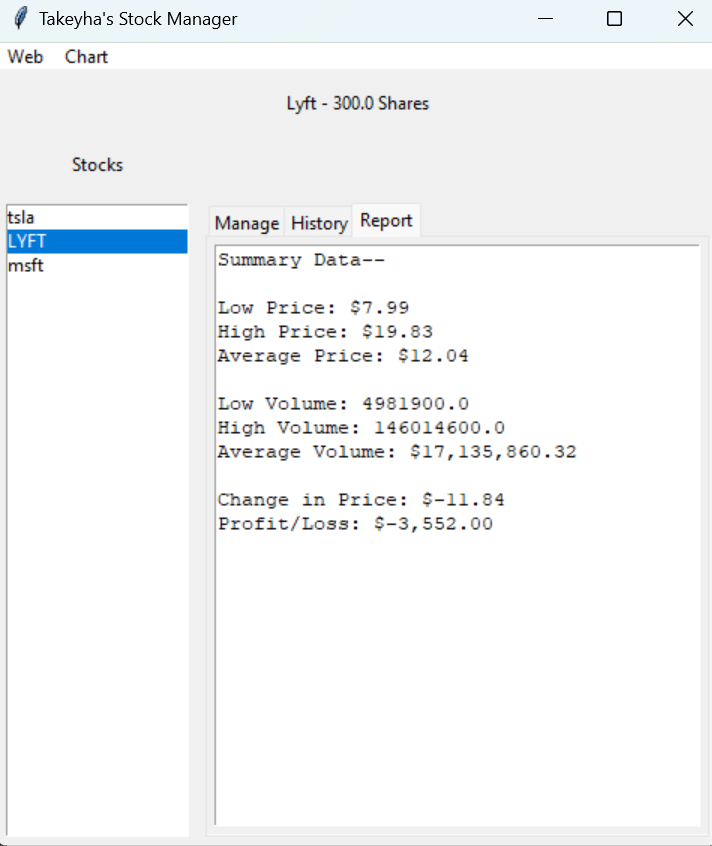 Takeyha's Stock Manager
Web Chart
Lyft - 300.0 Shares
Stocks
tsla
LYFT
msft
Manage History Report
Summary Data--
Low Price: $7.99
High Price: $19.83
Average Price: $12.04
Low Volume: 4981900.0
High Volume: 146014600.0
Average Volume: $17,135,860.32
Change in Price: $-11.84
Profit/Loss: $-3,552.00